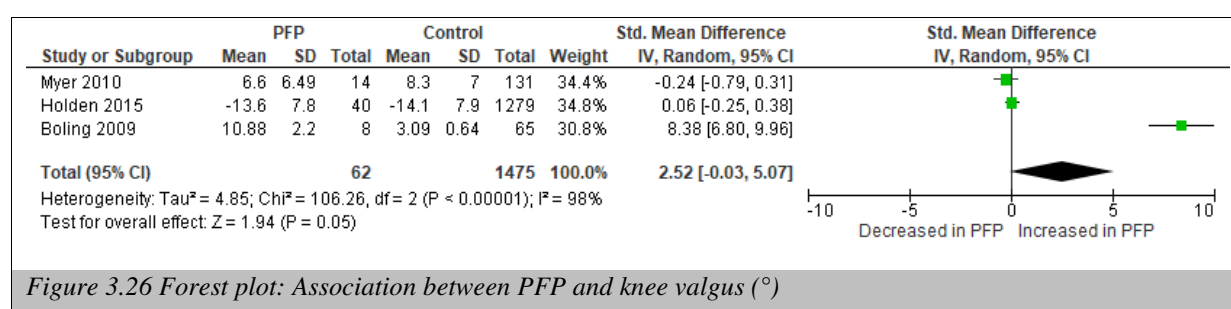 PFP Control Std. Mean Difference Std. Mean Difference
Study or Subgroup Mean SD Total Mean SD Total Weight IV, Random, 95% CI IV, Random, 95% CI
Myer 2010 6.6 6.49 14 8.3 7 131 34.4% -0.24 [-0.79, 0.31]
Holden 2015 -13.6 7.8 40 -14.1 7.9 1279 34.8% 0.06 [-0.25, 0.38]
Boling 2009 10.88 2.2 8 3.09 0.64 65 30.8% 8.38 [6.80, 9.96]
Total (95% CI) 62 1475 100.0% 2.52 [-0.03, 5.07]
Heterogeneity: Tau² = 4.85; Chi² = 106.26, df = 2 (P < 0.00001); I² = 98%
Test for overall effect: Z = 1.94 (P = 0.05)
-10 -5 0 5 10
Decreased in PFP Increased in PFP
Figure 3.26 Forest plot: Association between PFP and knee valgus (°)